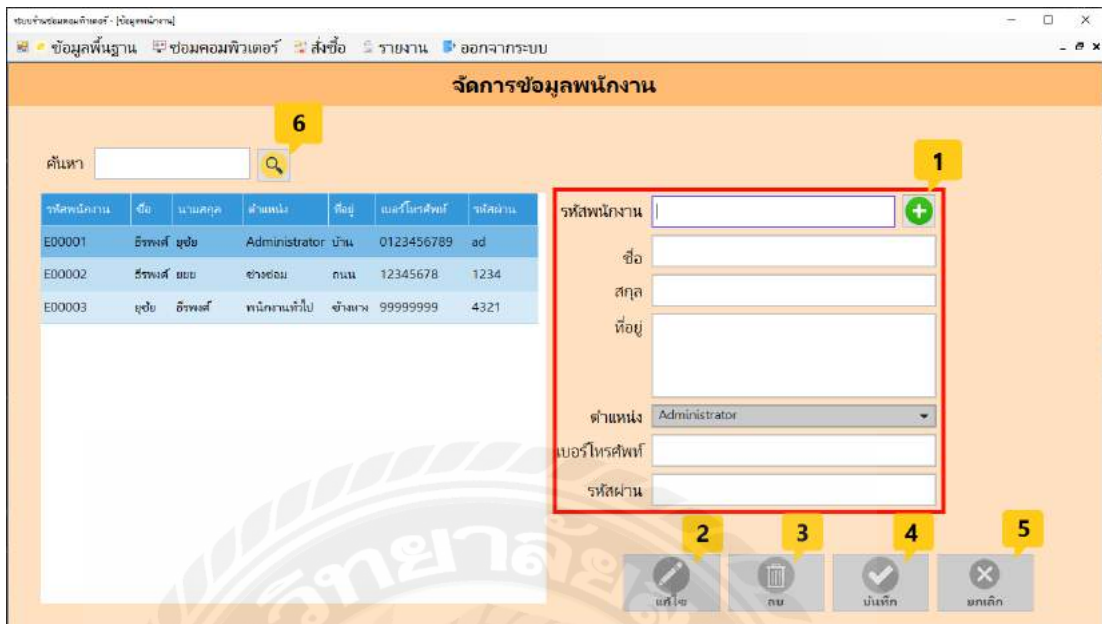 ระบบร้านซ่อมคอมพิวเตอร์ - [ข้อมูลพนักงาน]
ข้อมูลพื้นฐาน ซ่อมคอมพิวเตอร์ สั่งซื้อ รายงาน ออกจากระบบ
จัดการข้อมูลพนักงาน
6
ค้นหา
1
รหัสพนักงาน ชื่อ นามสกุล ตำแหน่ง ที่อยู่ เบอร์โทรศัพท์ รหัสผ่าน
E00001 ธีรพงศ์ ยุชัย Administrator บ้าน 0123456789 ad
E00002 ธีรพงศ์ ยยย ช่างซ่อม ถนน 12345678 1234
E00003 ยุชัย ธีรพงศ์ พนักงานทั่วไป ข้างทาง 99999999 4321
รหัสพนักงาน
ชื่อ
สกุล
ที่อยู่
ตำแหน่ง Administrator
เบอร์โทรศัพท์
รหัสผ่าน
2 3 4 5
แก้ไข ลบ บันทึก ยกเลิก
วิทยาลัย